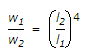 w₁/w₂ = (l₂/l₁)⁴